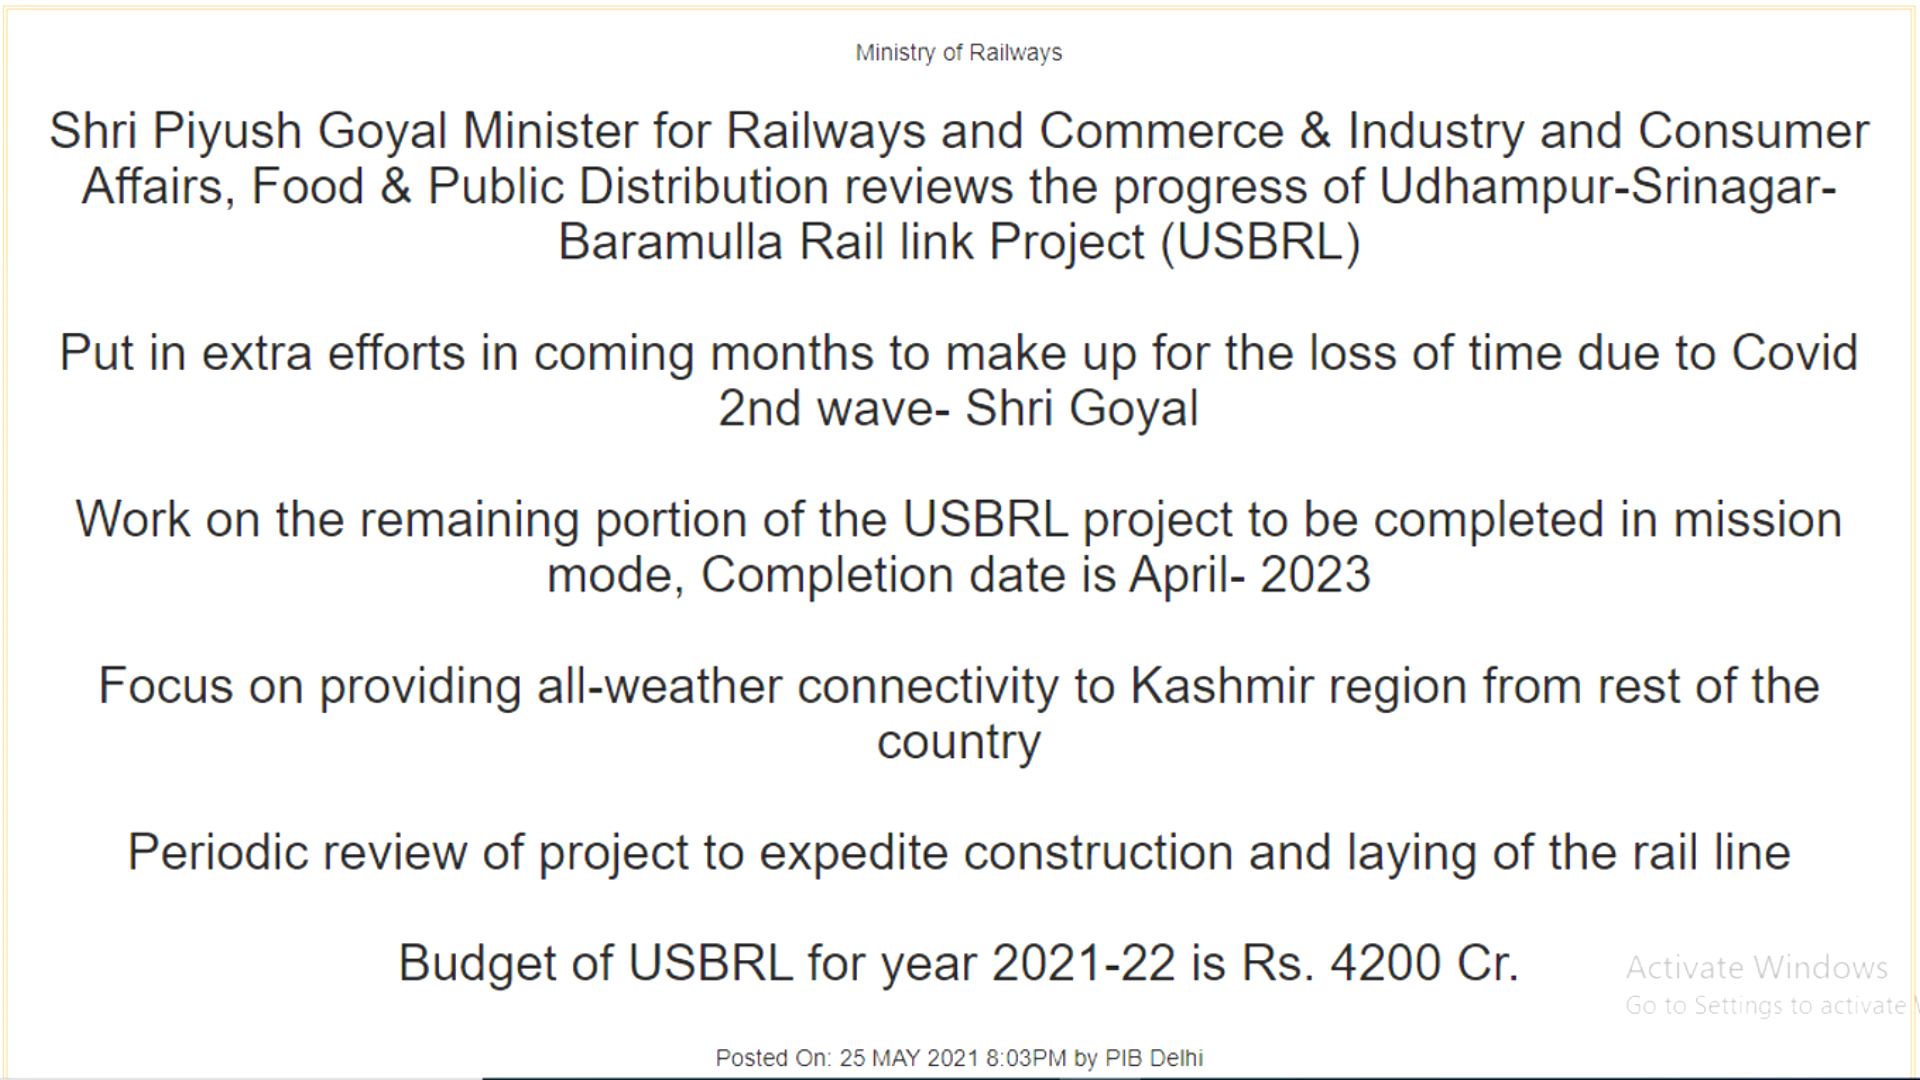 Ministry of Railways
Shri Piyush Goyal Minister for Railways and Commerce & Industry and Consumer
Affairs, Food & Public Distribution reviews the progress of Udhampur-Srinagar-
Baramulla Rail link Project (USBRL)
Put in extra efforts in coming months to make up for the loss of time due to Covid
2nd wave- Shri Goyal
Work on the remaining portion of the USBRL project to be completed in mission
mode, Completion date is April- 2023
Focus on providing all-weather connectivity to Kashmir region from rest of the
country
Periodic review of project to expedite construction and laying of the rail line
Budget of USBRL for year 2021-22 is Rs. 4200 Cr.
Activate Windows
Go to Settings to activate
Posted On: 25 MAY 2021 8:03PM by PIB Delhi